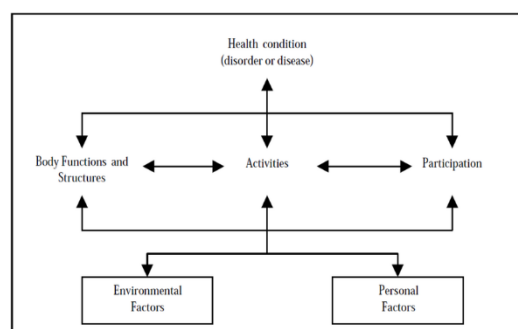 Health condition
(disorder or disease)
Body Functions and
Structures
Activities
Participation
Environmental
Factors
Personal
Factors